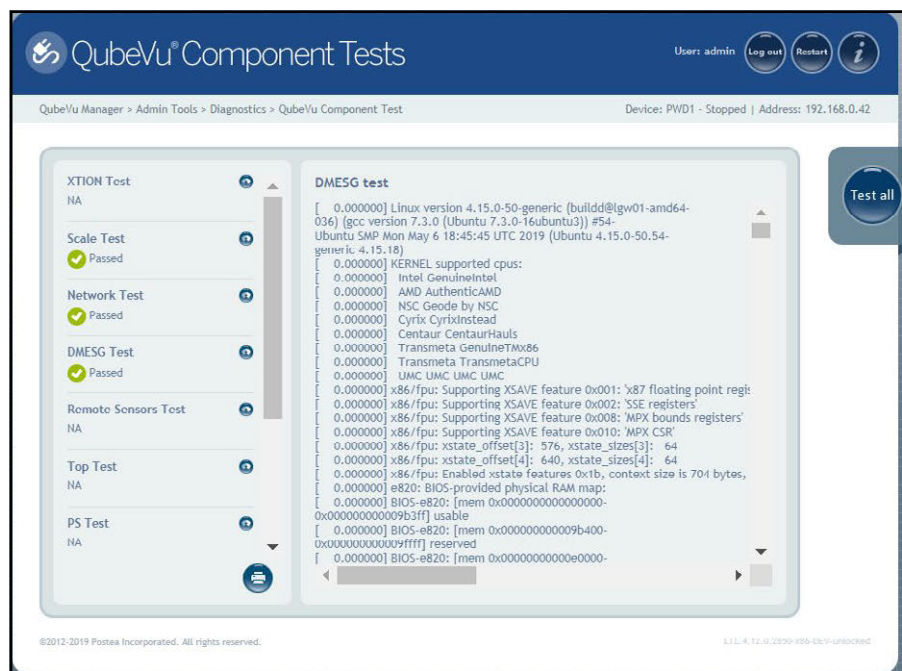 QubeVu® Component Tests
User: admin
Log out
Restart
i
QubeVu Manager > Admin Tools > Diagnostics > QubeVu Component Test
Device: PWD1 - Stopped | Address: 192.168.0.42
XTION Test
NA
Scale Test
Passed
Network Test
Passed
DMESG Test
Passed
Remote Sensors Test
NA
Top Test
NA
PS Test
NA
DMESG test
[ 0.000000] Linux version 4.15.0-50-generic (buildd@lgw01-amd64-
036) (gcc version 7.3.0 (Ubuntu 7.3.0-16ubuntu3)) #54-
Ubuntu SMP Mon May 6 18:45:45 UTC 2019 (Ubuntu 4.15.0-50.54-
generic 4.15.18)
[ 0.000000] KERNEL supported cpus:
[ 0.000000] Intel GenuineIntel
[ 0.000000] AMD AuthenticAMD
[ 0.000000] NSC Geode by NSC
[ 0.000000] Cyrix CyrixInstead
[ 0.000000] Centaur CentaurHauls
[ 0.000000] Transmeta GenuineTMx86
[ 0.000000] Transmeta TransmetaCPU
[ 0.000000] UMC UMC UMC UMC
[ 0.000000] x86/fpu: Supporting XSAVE feature 0x001: 'x87 floating point regis
[ 0.000000] x86/fpu: Supporting XSAVE feature 0x002: 'SSE registers'
[ 0.000000] x86/fpu: Supporting XSAVE feature 0x008: 'MPX bounds registers'
[ 0.000000] x86/fpu: Supporting XSAVE feature 0x010: 'MPX CSR'
[ 0.000000] x86/fpu: xstate_offset[3]: 576, xstate_sizes[3]: 64
[ 0.000000] x86/fpu: xstate_offset[4]: 640, xstate_sizes[4]: 64
[ 0.000000] x86/fpu: Enabled xstate features 0x1b, context size is 704 bytes,
[ 0.000000] e820: BIOS-provided physical RAM map:
[ 0.000000] BIOS-e820: [mem 0x0000000000000000-
0x000000000009b3ff] usable
[ 0.000000] BIOS-e820: [mem 0x000000000009b400-
0x000000000009ffff] reserved
[ 0.000000] BIOS-e820: [mem 0x00000000000e0000-
Test all
©2012-2019 Postea Incorporated. All rights reserved.